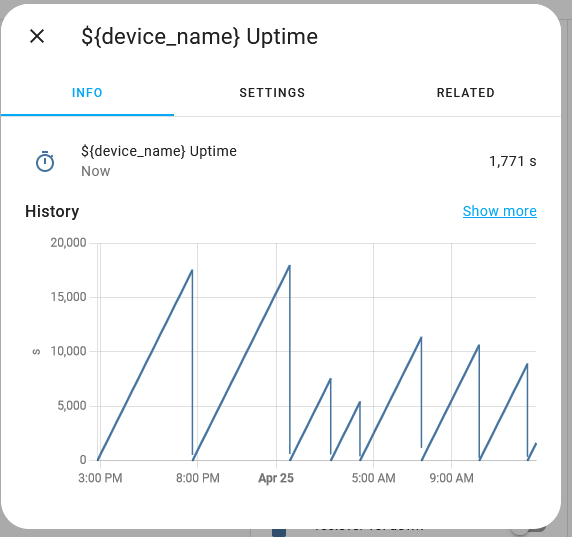 ${device_name} Uptime
INFO SETTINGS RELATED
${device_name} Uptime
Now
1,771 s
History
Show more
20,000
15,000
10,000
5,000
0
s
3:00 PM 8:00 PM Apr 25 5:00 AM 9:00 AM